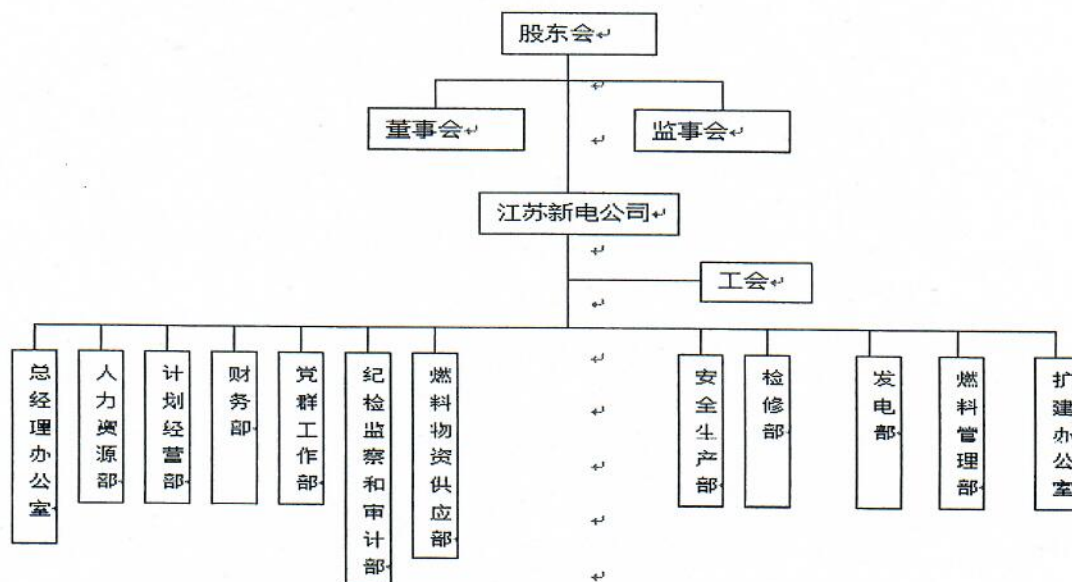 股东会
董事会
监事会
江苏新电公司
工会
总经理办公室
人力资源部
计划经营部
财务部
党群工作部
纪检监察和审计部
燃料物资供应部
安全生产部
检修部
发电部
燃料管理部
扩建办公室